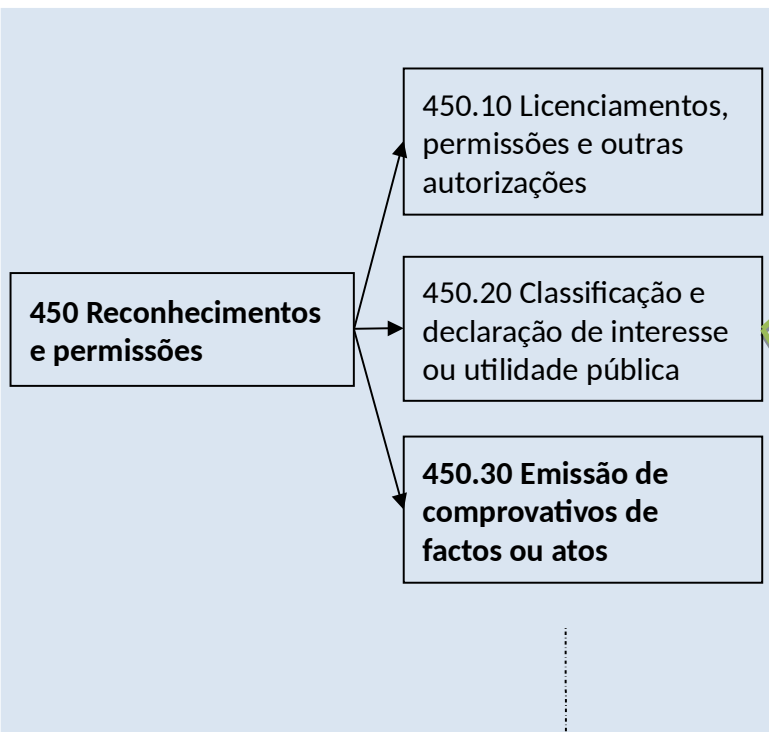 450.10 Licenciamentos,
permissões e outras
autorizações
450 Reconhecimentos
e permissões
450.20 Classificação e
declaração de interesse
ou utilidade pública
450.30 Emissão de
comprovativos de
factos ou atos